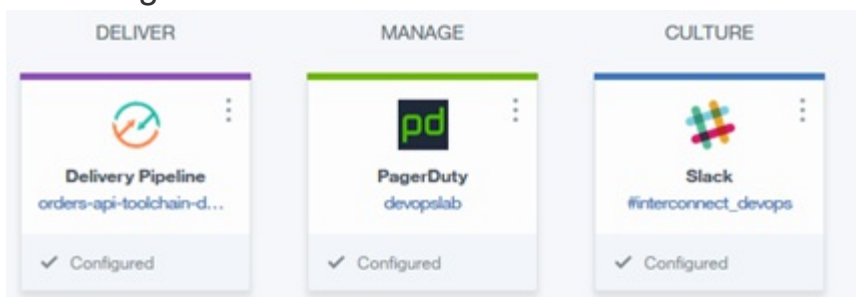 DELIVER
MANAGE
CULTURE
pd
Delivery Pipeline
orders-api-toolchain-d...
Configured
PagerDuty
devopslab
Configured
Slack
#interconnect_devops
Configured